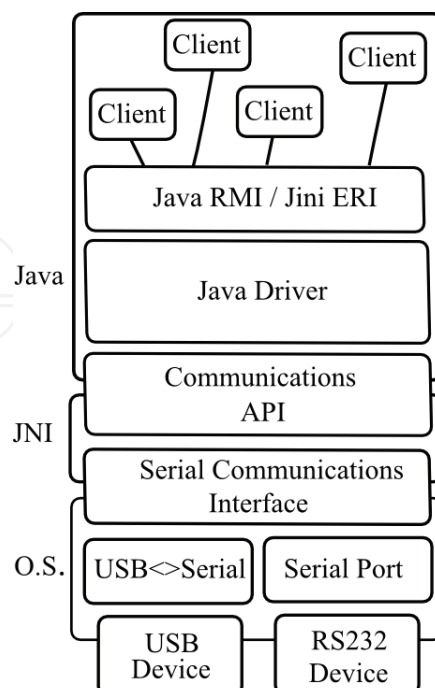 Client
Client
Client
Client
Java RMI / Jini ERI
Java
Java Driver
Communications
API
JNI
Serial Communications
Interface
O.S.
USB<>Serial
Serial Port
USB
Device
RS232
Device